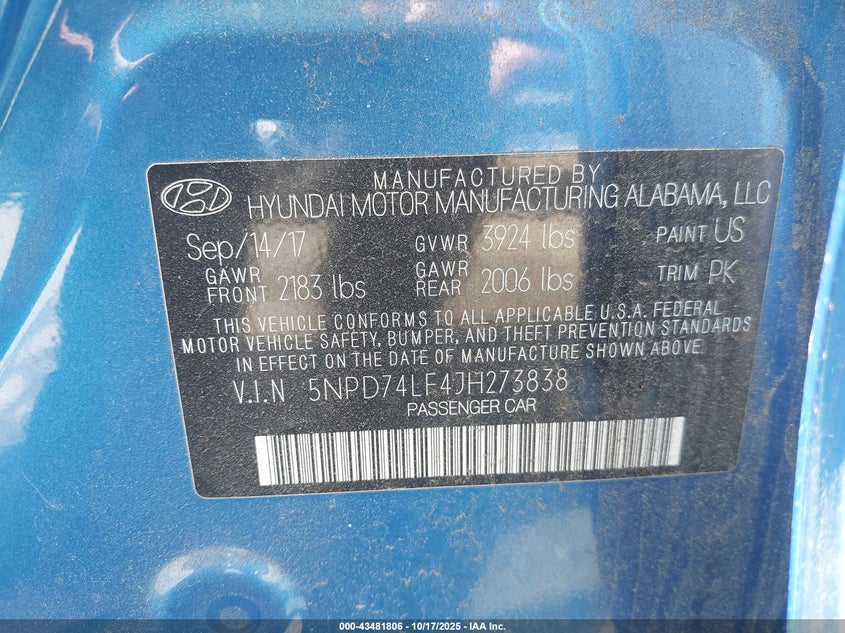 MANUFACTURED BY
HYUNDAI MOTOR MANUFACTURING ALABAMA, LLC
Sep/14/17 GVWR 3924 lbs PAINT US
GAWR FRONT 2183 lbs GAWR REAR 2006 lbs TRIM PK
THIS VEHICLE CONFORMS TO ALL APPLICABLE U.S.A. FEDERAL
MOTOR VEHICLE SAFETY, BUMPER, AND THEFT PREVENTION STANDARDS
IN EFFECT ON THE DATE OF MANUFACTURE SHOWN ABOVE.
V.I.N 5NPD74LF4JH273838
PASSENGER CAR
000-43481806 - 10/17/2025 - IAA Inc.